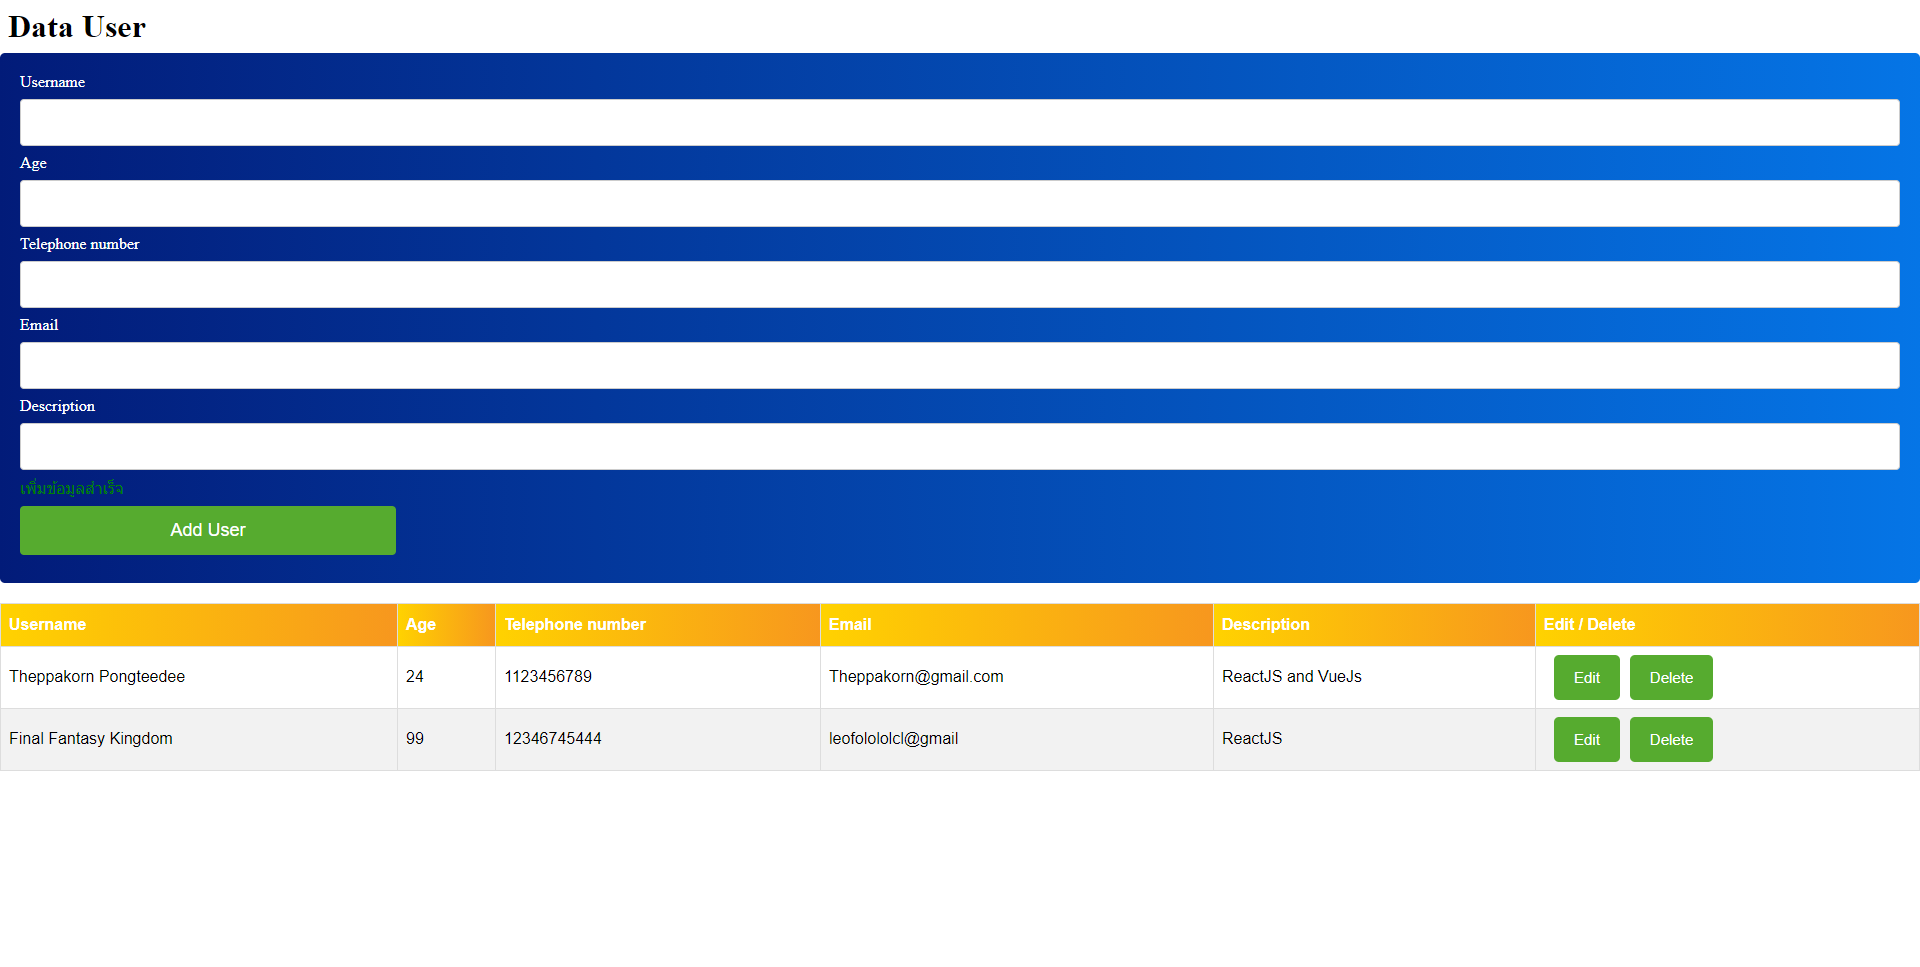 Data User
Username
Age
Telephone number
Email
Description
เพิ่มข้อมูลสำเร็จ
Add User
Username Age Telephone number Email Description Edit / Delete
Theppakorn Pongteedee 24 1123456789 Theppakorn@gmail.com ReactJS and VueJs Edit Delete
Final Fantasy Kingdom 99 12346745444 leofolololcl@gmail ReactJS Edit Delete